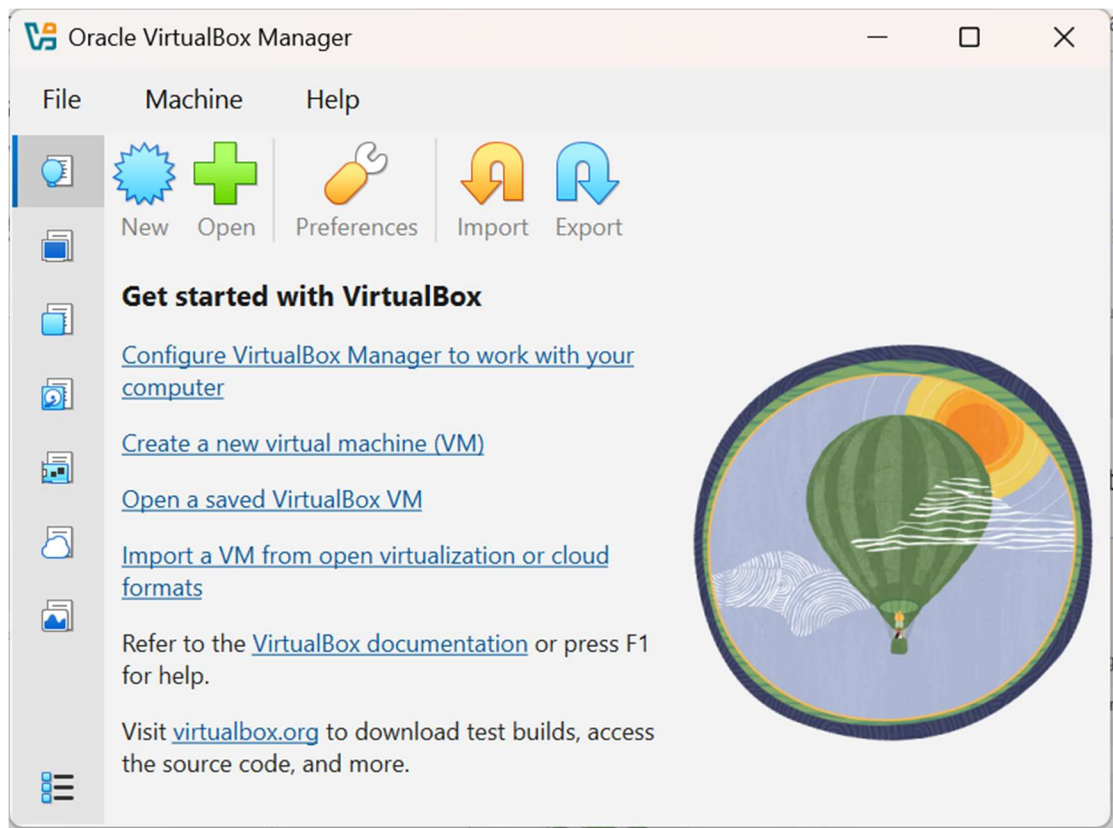 Oracle VirtualBox Manager
File Machine Help
New Open Preferences Import Export
Get started with VirtualBox
Configure VirtualBox Manager to work with your
computer
Create a new virtual machine (VM)
Open a saved VirtualBox VM
Import a VM from open virtualization or cloud
formats
Refer to the VirtualBox documentation or press F1
for help.
Visit virtualbox.org to download test builds, access
the source code, and more.